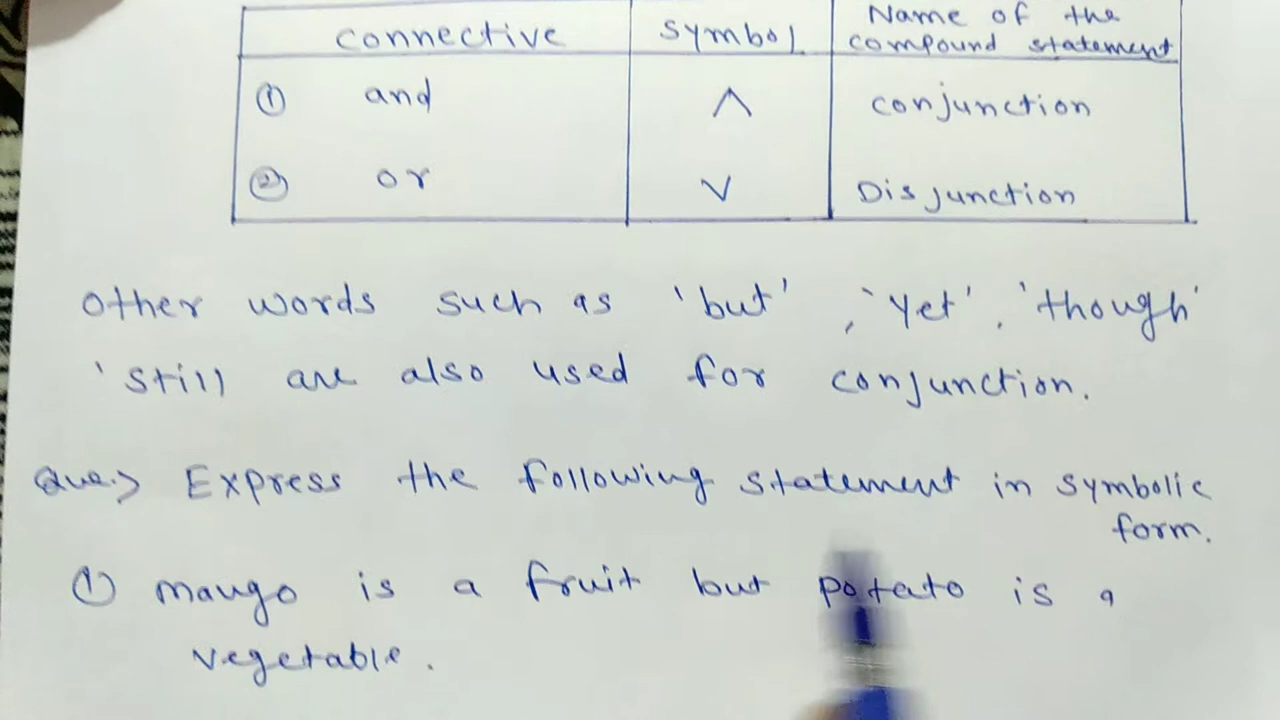 connective symbol Name of the compound statement
① and ∧ conjunction
② or ∨ Disjunction
other words such as 'but', 'Yet', 'though'
'still are also used for conjunction.
Que.> Express the following statement in symbolic
form.
① mango is a fruit but potato is a
vegetable.